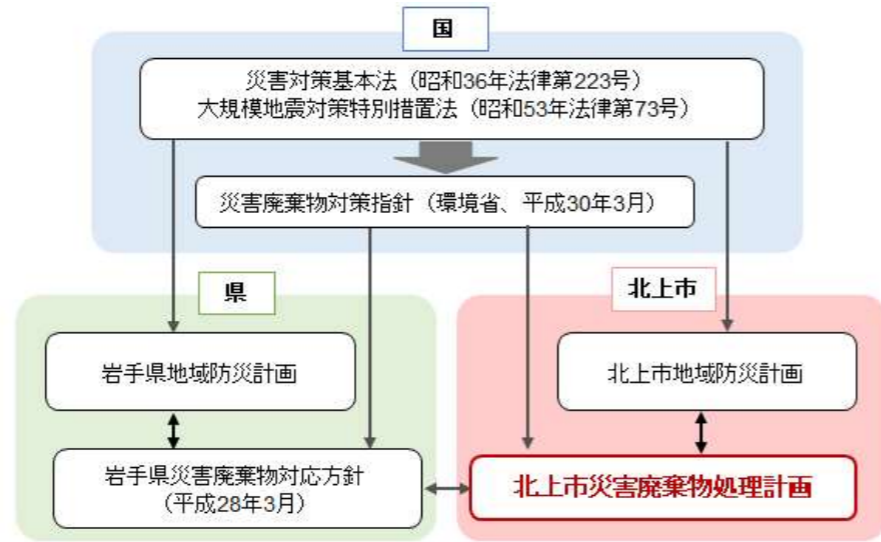 国
災害対策基本法（昭和36年法律第223号）
大規模地震対策特別措置法（昭和53年法律第73号）
災害廃棄物対策指針（環境省、平成30年3月）
県
北上市
岩手県地域防災計画
北上市地域防災計画
岩手県災害廃棄物対応方針
（平成28年3月）
北上市災害廃棄物処理計画